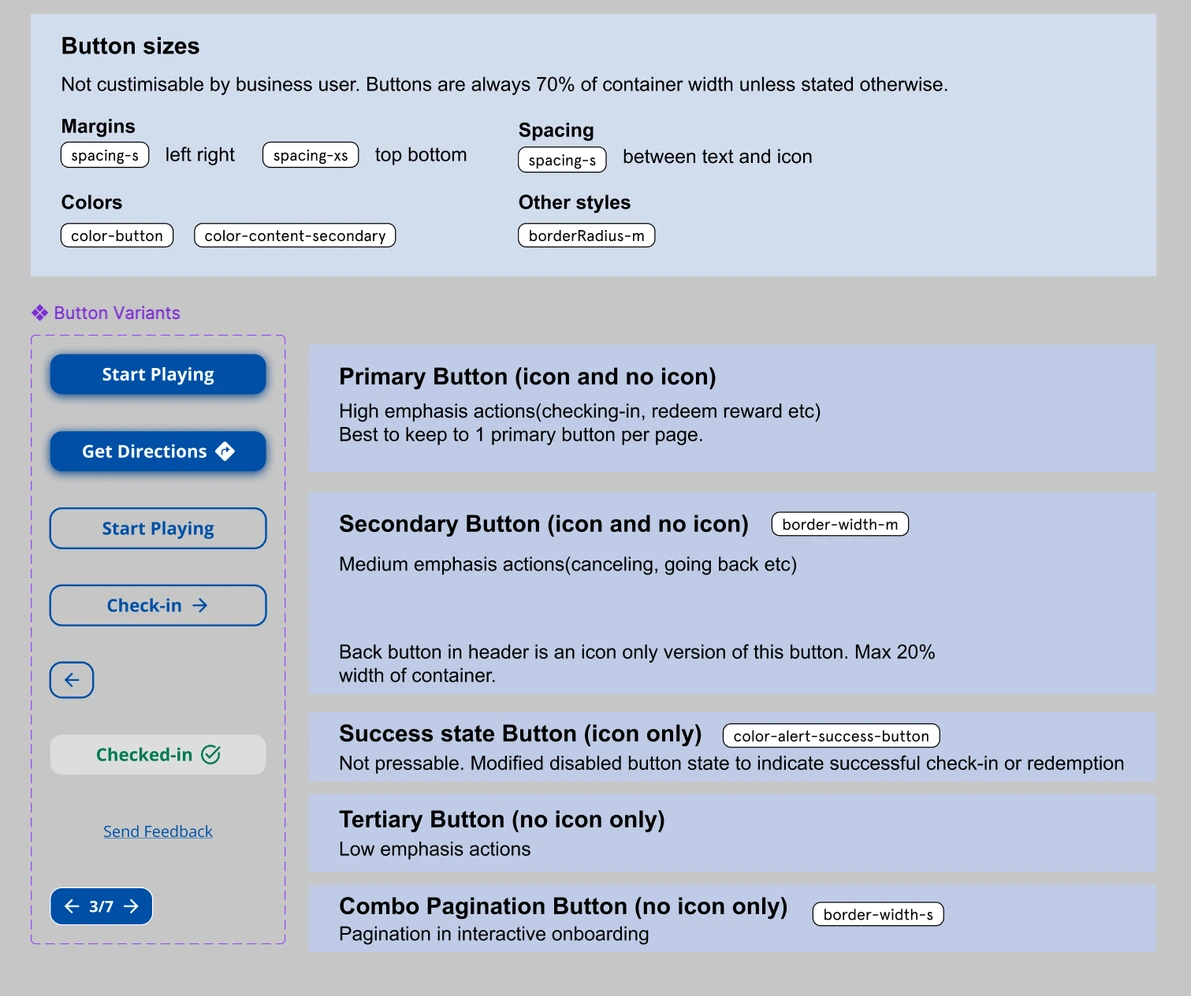 Button sizes
Not custimisable by business user. Buttons are always 70% of container width unless stated otherwise.
Margins
spacing-s left right spacing-xs top bottom
Spacing
spacing-s between text and icon
Colors
color-button color-content-secondary
Other styles
borderRadius-m
Button Variants
Start Playing
Get Directions
Start Playing
Check-in
Checked-in
Send Feedback
3/7
Primary Button (icon and no icon)
High emphasis actions(checking-in, redeem reward etc)
Best to keep to 1 primary button per page.
Secondary Button (icon and no icon) border-width-m
Medium emphasis actions(canceling, going back etc)
Back button in header is an icon only version of this button. Max 20%
width of container.
Success state Button (icon only) color-alert-success-button
Not pressable. Modified disabled button state to indicate successful check-in or redemption
Tertiary Button (no icon only)
Low emphasis actions
Combo Pagination Button (no icon only) border-width-s
Pagination in interactive onboarding